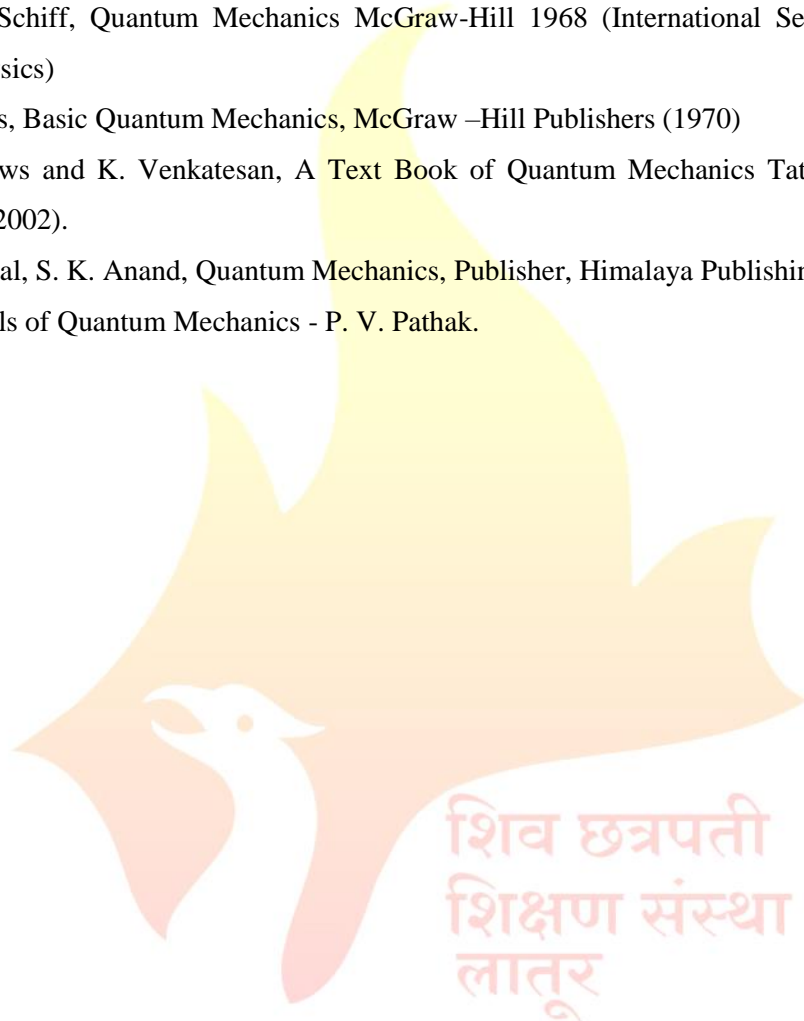 Schiff, Quantum Mechanics McGraw-Hill 1968 (International Se
sics)
s, Basic Quantum Mechanics, McGraw –Hill Publishers (1970)
ws and K. Venkatesan, A Text Book of Quantum Mechanics Tat
2002).
al, S. K. Anand, Quantum Mechanics, Publisher, Himalaya Publishin
ls of Quantum Mechanics - P. V. Pathak.
शिव छत्रपती
शिक्षण संस्था
लातूर